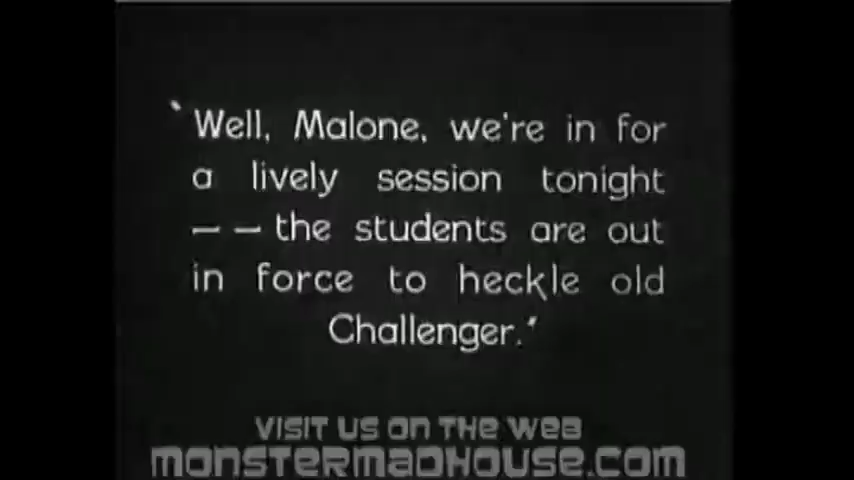 'Well, Malone, we're in for
a lively session tonight
— — the students are out
in force to heckle old
Challenger.'
VISIT US ON THE WEB
MONSTERMADHOUSE.COM